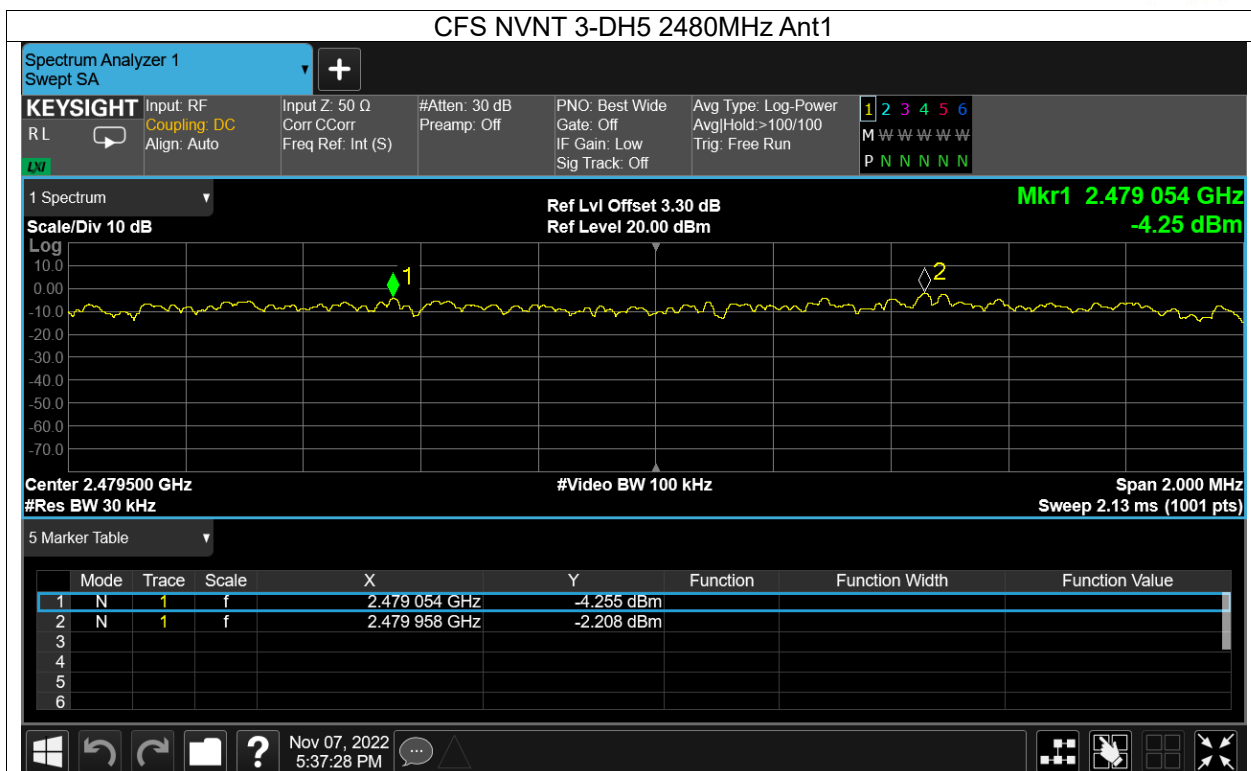 CFS NVNT 3-DH5 2480MHz Ant1
Spectrum Analyzer 1
Swept SA
KEYSIGHT
R L
LXI
Input: RF
Coupling: DC
Align: Auto
Input Z: 50 Ω
Corr CCorr
Freq Ref: Int (S)
#Atten: 30 dB
Preamp: Off
PNO: Best Wide
Gate: Off
IF Gain: Low
Sig Track: Off
Avg Type: Log-Power
Avg|Hold:>100/100
Trig: Free Run
1 2 3 4 5 6
M W W W W W W
P N N N N N
1 Spectrum
Scale/Div 10 dB
Ref Lvl Offset 3.30 dB
Ref Level 20.00 dBm
Mkr1 2.479 054 GHz
-4.25 dBm
Log
10.0
0.00
-10.0
-20.0
-30.0
-40.0
-50.0
-60.0
-70.0
1
2
Center 2.479500 GHz
#Res BW 30 kHz
#Video BW 100 kHz
Span 2.000 MHz
Sweep 2.13 ms (1001 pts)
5 Marker Table
Mode Trace Scale X Y Function Function Width Function Value
1 N 1 f 2.479 054 GHz -4.255 dBm
2 N 1 f 2.479 958 GHz -2.208 dBm
3
4
5
6
?
Nov 07, 2022
5:37:28 PM